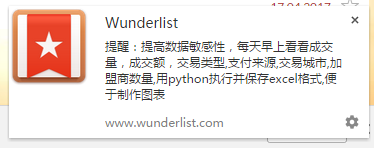 17.04.2017
Wunderlist
提醒：提高数据敏感性，每天早上看看成交
量，成交额，交易类型,支付来源,交易城市,加
盟商数量,用python执行并保存excel格式,便
于制作图表
www.wunderlist.com